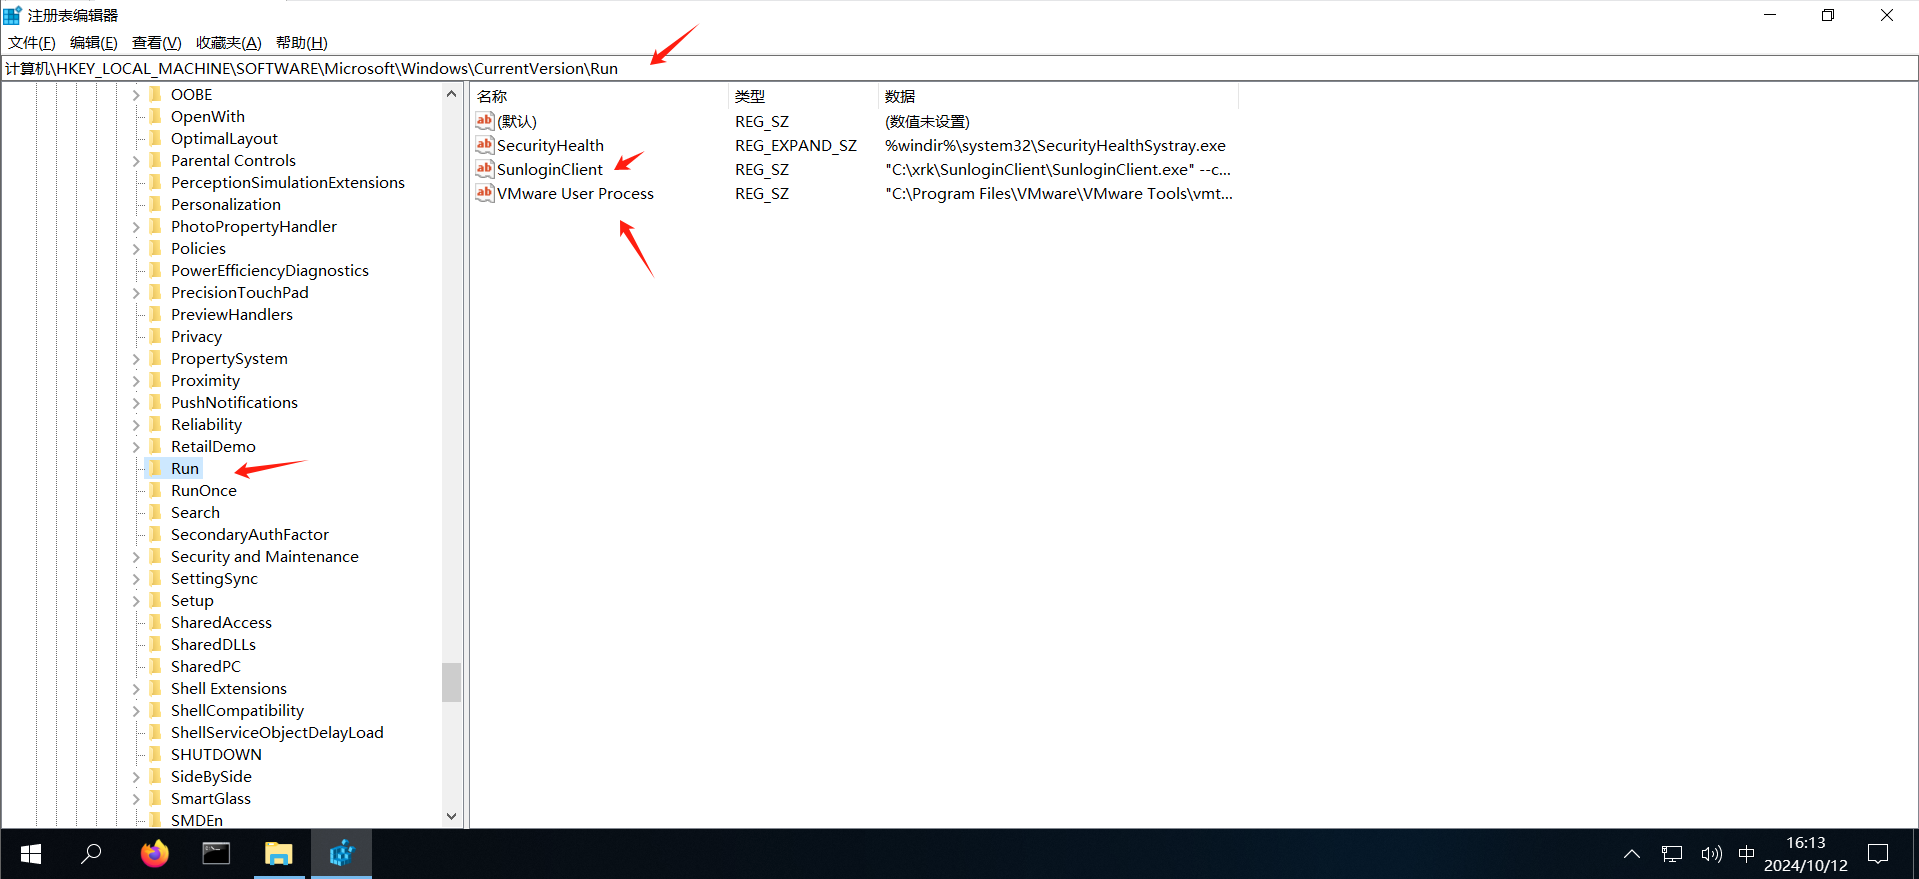 注册表编辑器
文件(F) 编辑(E) 查看(V) 收藏夹(A) 帮助(H)
计算机\HKEY_LOCAL_MACHINE\SOFTWARE\Microsoft\Windows\CurrentVersion\Run
OOBE
OpenWith
OptimalLayout
Parental Controls
PerceptionSimulationExtensions
Personalization
PhotoPropertyHandler
Policies
PowerEfficiencyDiagnostics
PrecisionTouchPad
PreviewHandlers
Privacy
PropertySystem
Proximity
PushNotifications
Reliability
RetailDemo
Run
RunOnce
Search
SecondaryAuthFactor
Security and Maintenance
SettingSync
Setup
SharedAccess
SharedDLLs
SharedPC
Shell Extensions
ShellCompatibility
ShellServiceObjectDelayLoad
SHUTDOWN
SideBySide
SmartGlass
SMDEn
名称 类型 数据
ab (默认) REG_SZ (数值未设置)
ab SecurityHealth REG_EXPAND_SZ %windir%\system32\SecurityHealthSystray.exe
ab SunloginClient REG_SZ "C:\xrk\SunloginClient\SunloginClient.exe" --c...
ab VMware User Process REG_SZ "C:\Program Files\VMware\VMware Tools\vmt...
中
16:13
2024/10/12